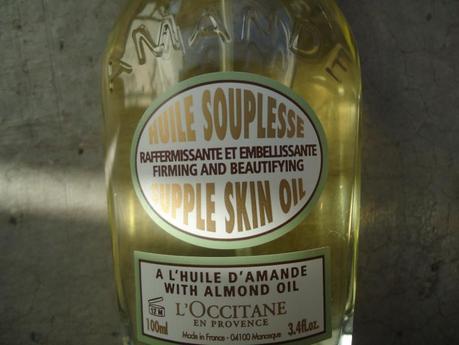 AMANDE
HUILE SOUPLESSE
RAFFERMISSANTE ET EMBELLISSANTE
FIRMING AND BEAUTIFYING
SUPPLE SKIN OIL
A L'HUILE D'AMANDE
WITH ALMOND OIL
12 M
L'OCCITANE
EN PROVENCE
100ml
3.4fl.oz.
Made in France - 04100 Manosque